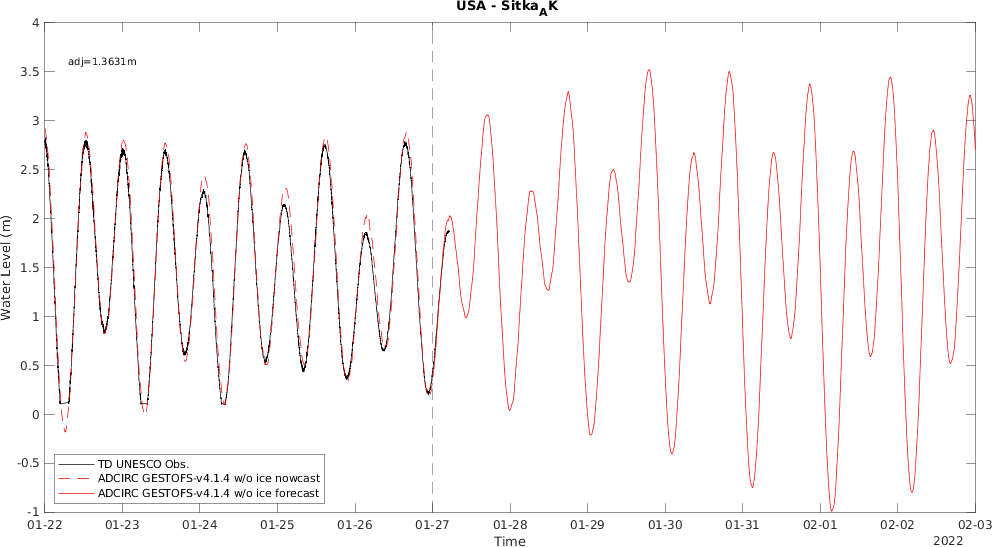 USA - Sitka_AK
adj=1.3631m
4
3.5
3
2.5
2
1.5
1
0.5
0
-0.5
-1
Water Level (m)
TD UNESCO Obs.
ADCIRC GESTOFS-v4.1.4 w/o ice nowcast
ADCIRC GESTOFS-v4.1.4 w/o ice forecast
01-22 01-23 01-24 01-25 01-26 01-27 01-28 01-29 01-30 01-31 02-01 02-02 02-03
Time
2022